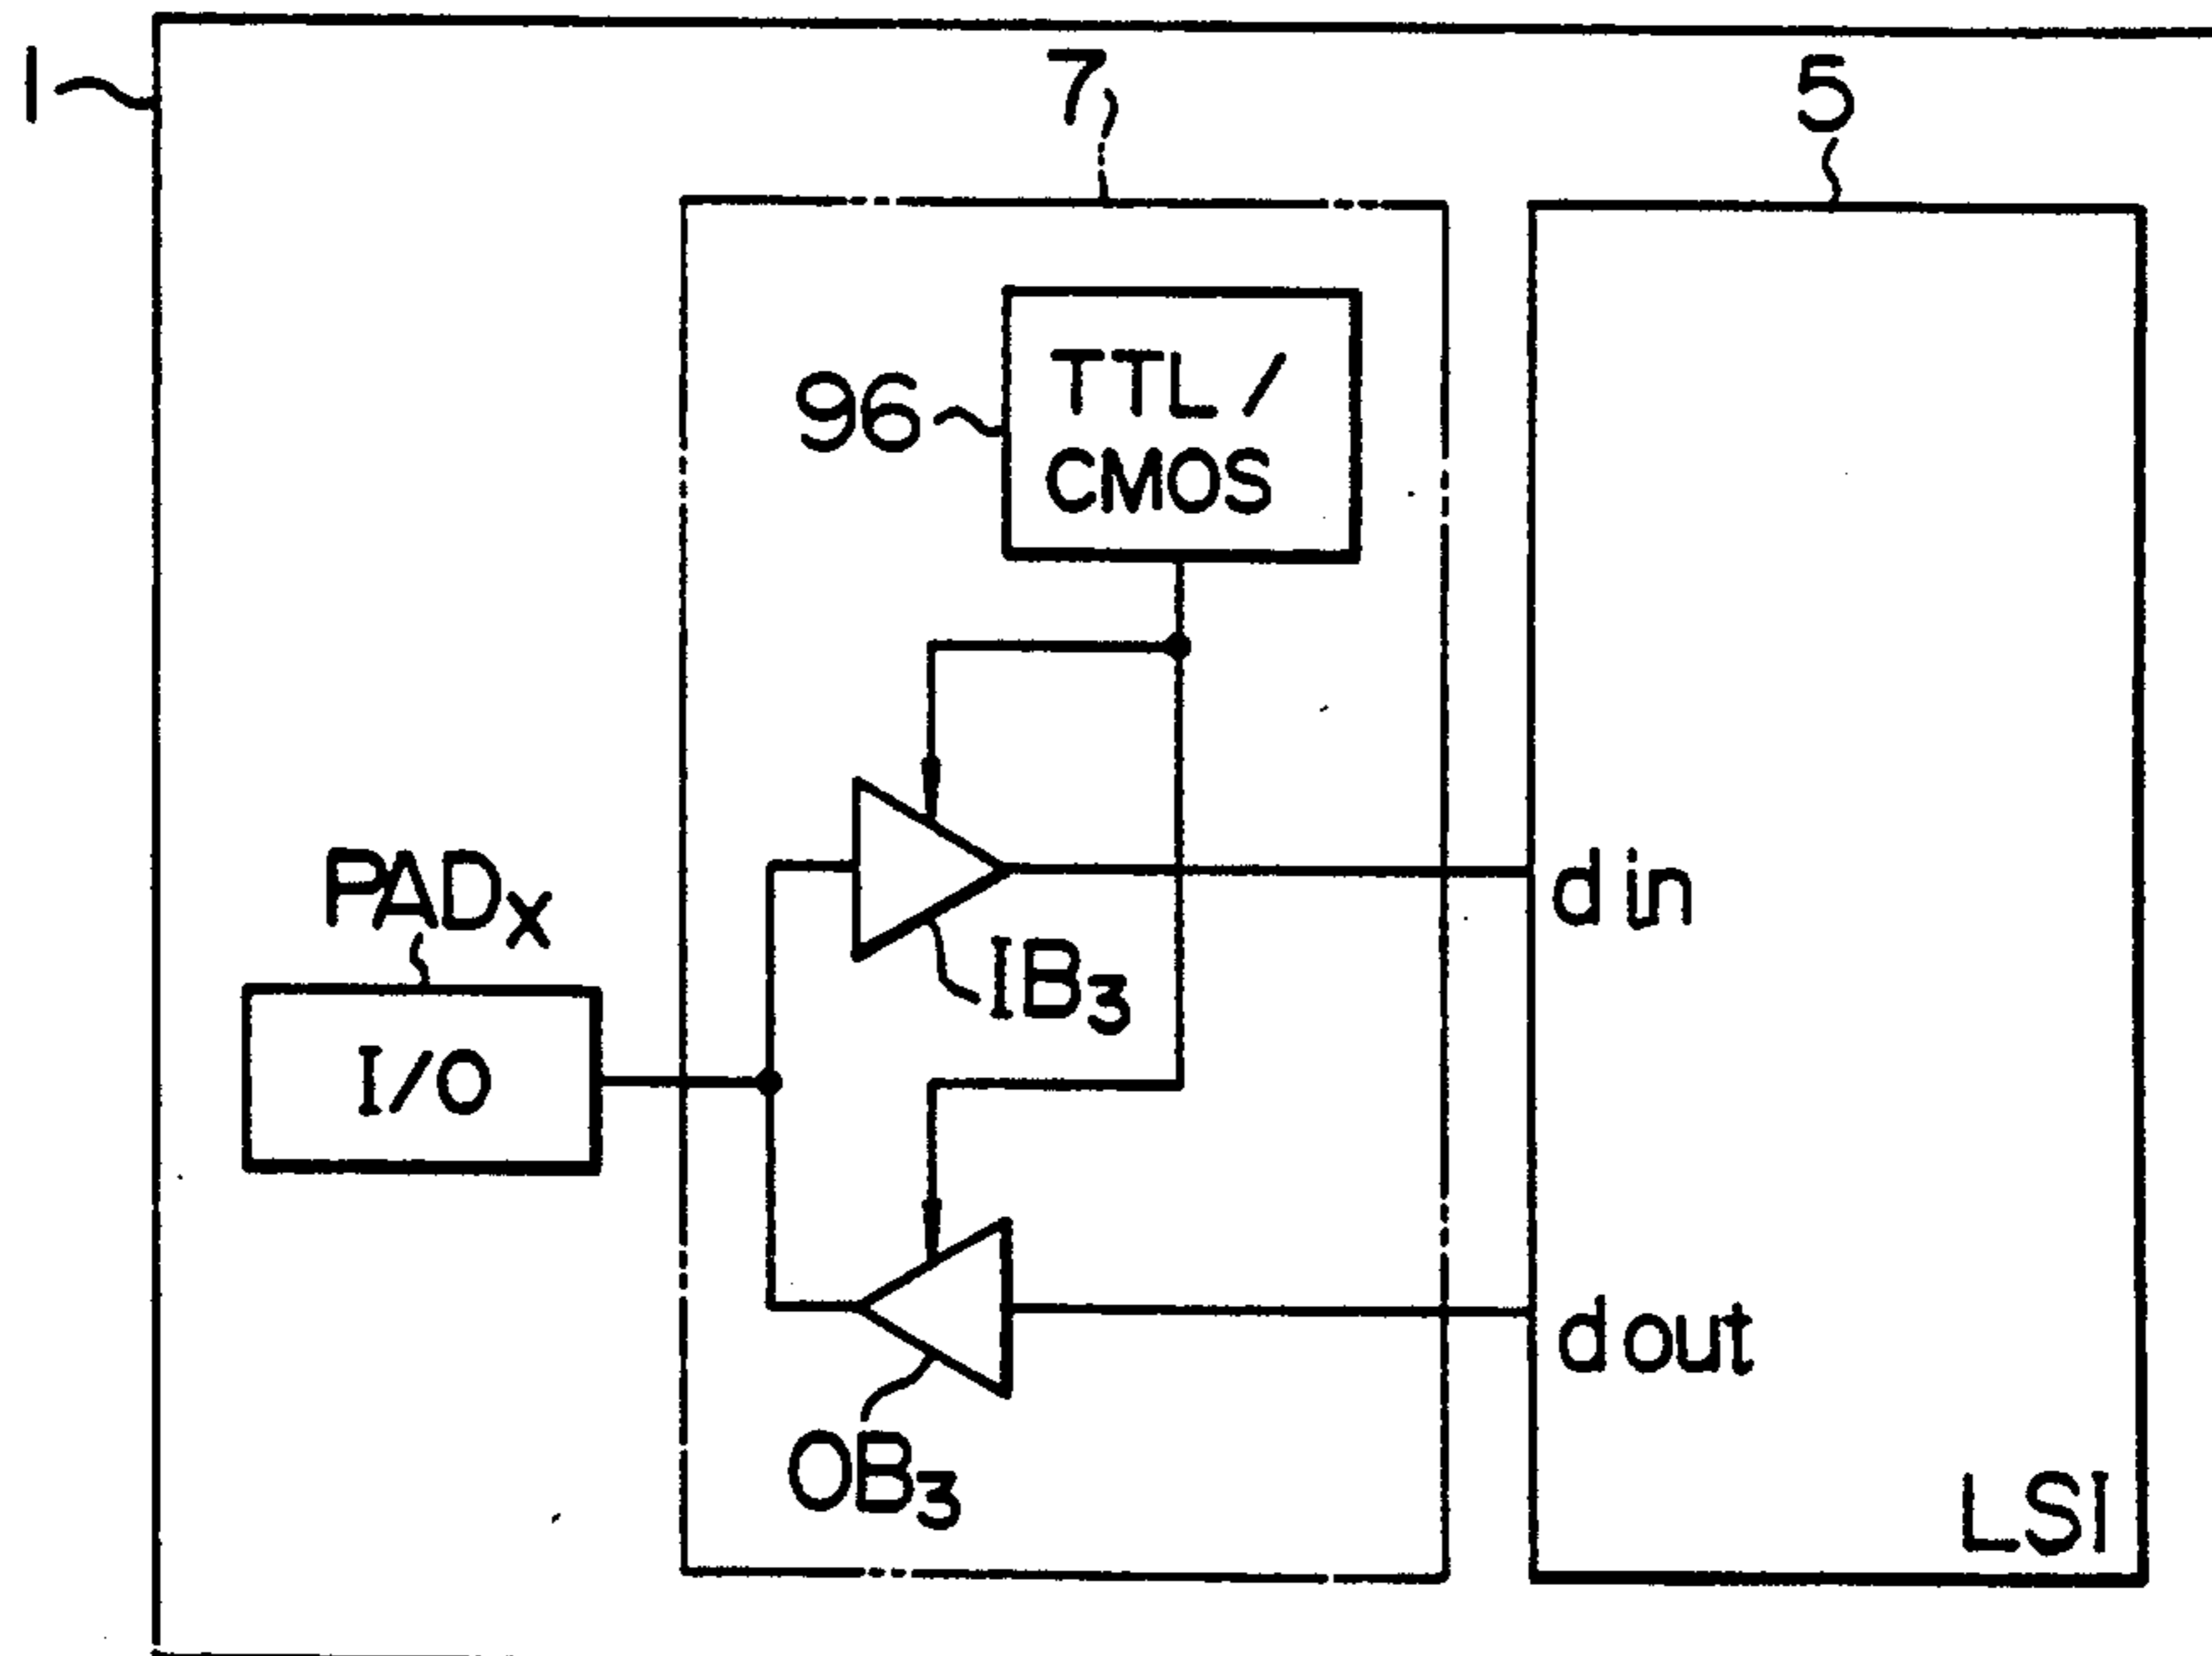 1
7
5
96
TTL/
CMOS
PADX
I/O
IB3
din
OB3
dout
LSI